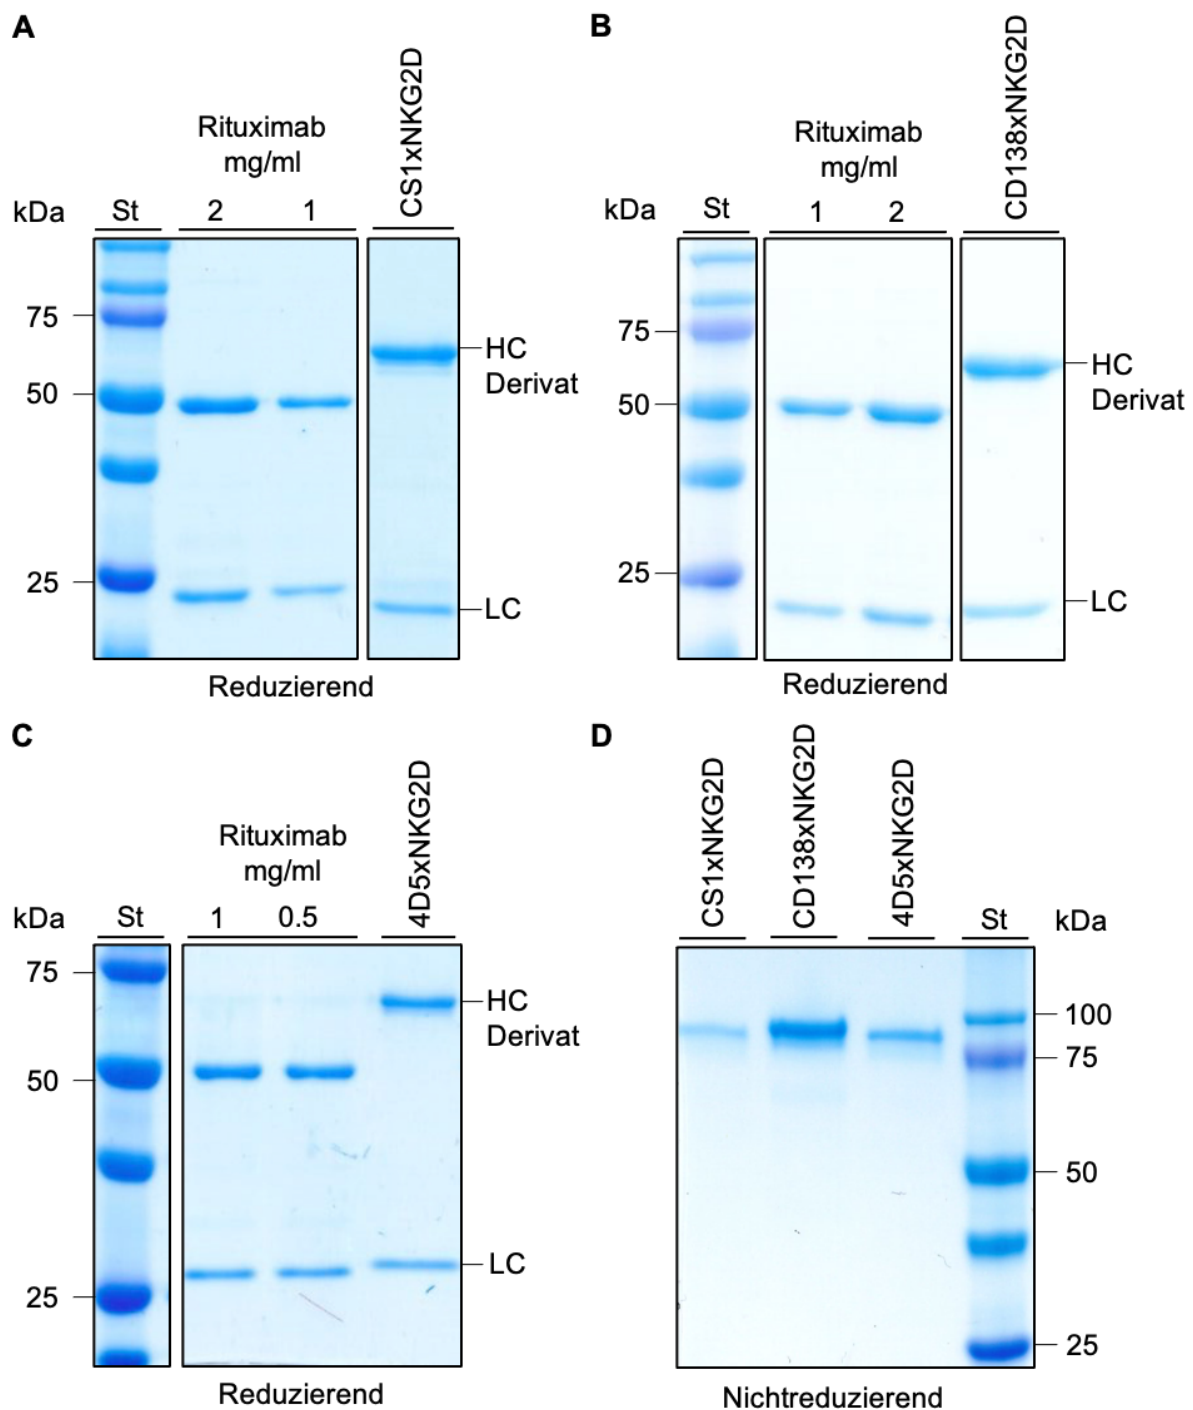 A
Rituximab
mg/ml
CS1xNKG2D
kDa
St
2
1
75
50
25
HC
Derivat
LC
Reduzierend
B
Rituximab
mg/ml
CD138xNKG2D
kDa
St
1
2
75
50
25
HC
Derivat
LC
Reduzierend
C
Rituximab
mg/ml
4D5xNKG2D
kDa
St
1
0.5
75
50
25
HC
Derivat
LC
Reduzierend
D
CS1xNKG2D
CD138xNKG2D
4D5xNKG2D
St
kDa
100
75
50
25
Nichtreduzierend